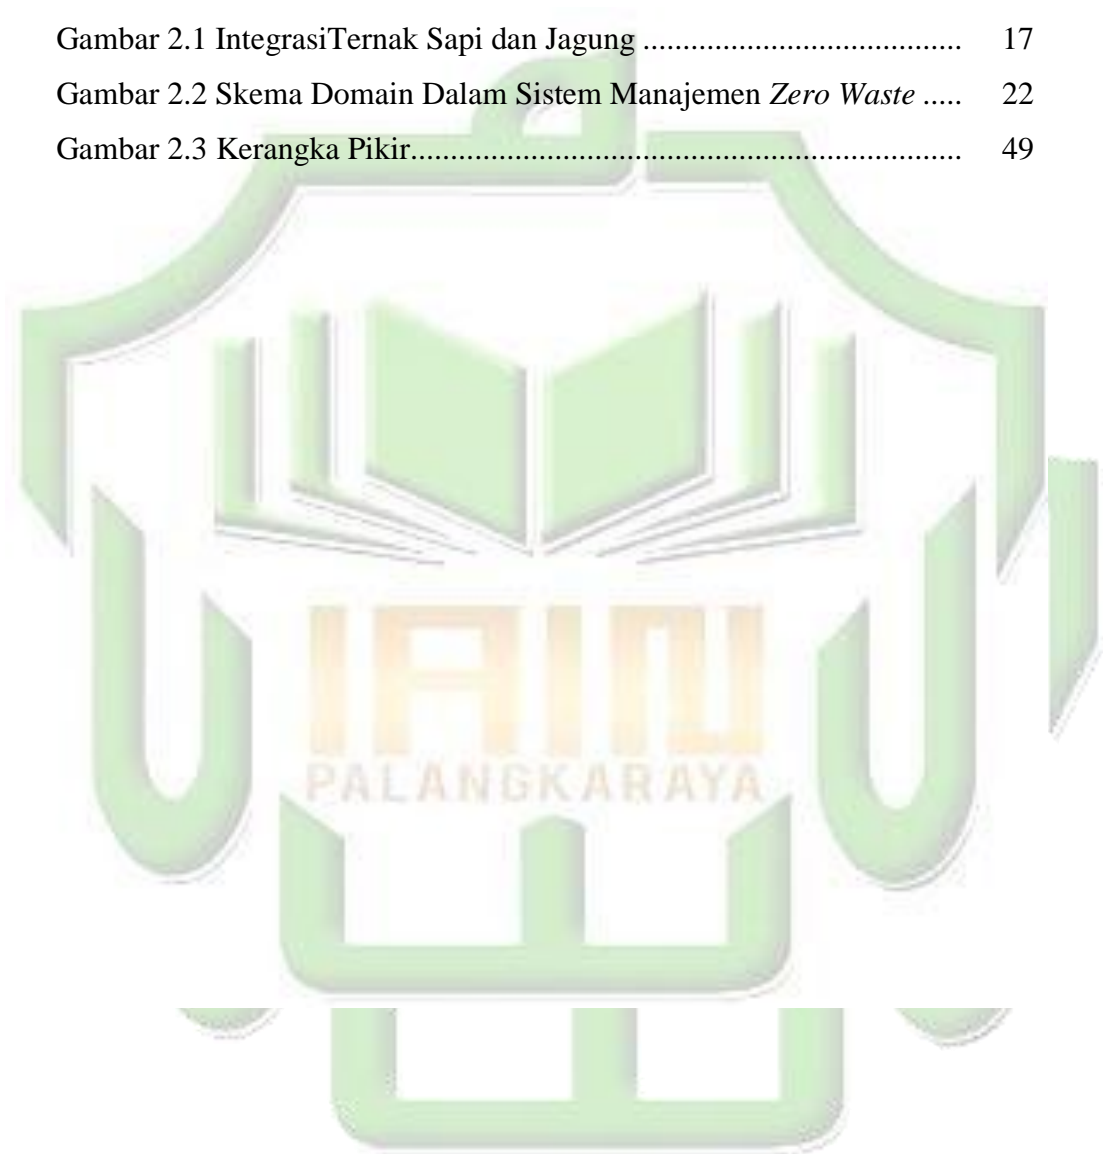 Gambar 2.1 IntegrasiTernak Sapi dan Jagung ........................................ 17
Gambar 2.2 Skema Domain Dalam Sistem Manajemen Zero Waste ..... 22
Gambar 2.3 Kerangka Pikir...................................................................... 49
IAIN
PALANGKARAYA